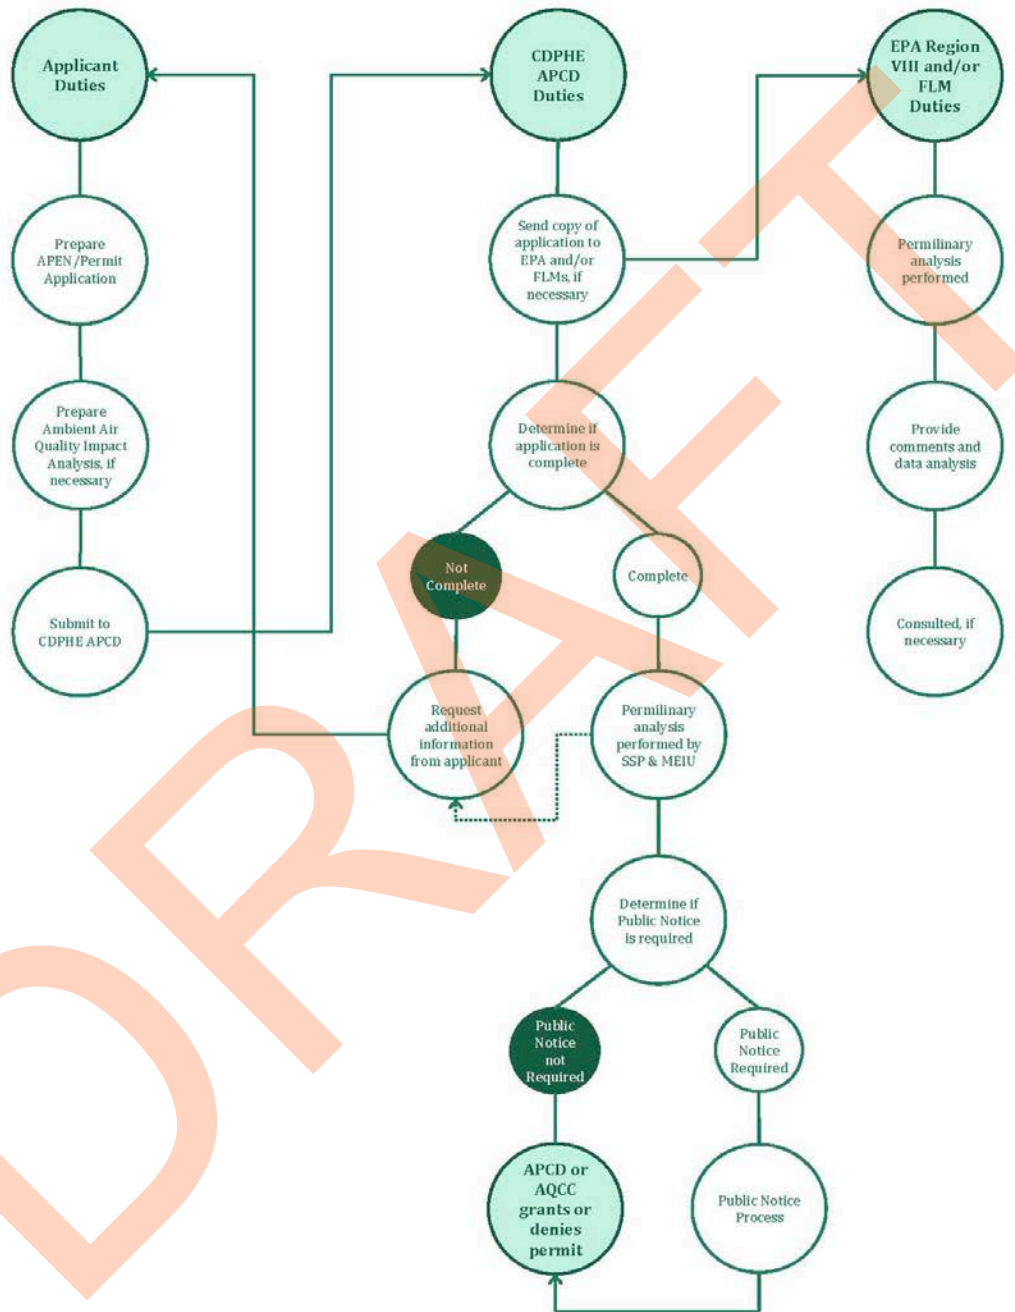 Applicant
Duties
Prepare
APEN/Permit
Application
Prepare
Ambient Air
Quality Impact
Analysis, if
necessary
Submit to
CDPHE APCD
CDPHE
APCD
Duties
Send copy of
application to
EPA and/or
FLMs, if
necessary
Determine if
application is
complete
Not
Complete
Complete
Request
additional
information
from applicant
Permilinary
analysis
performed by
SSP & MEIU
Determine if
Public Notice
is required
Public
Notice
not
Required
Public
Notice
Required
APCD or
AQCC
grants or
denies
permit
Public Notice
Process
EPA Region
VIII and/or
FLM
Duties
Permilinary
analysis
performed
Provide
comments and
data analysis
Consulted, if
necessary
DRAFT